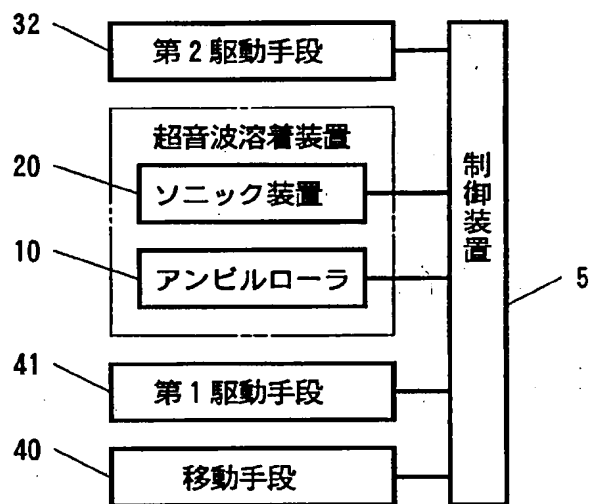 32
第2駆動手段
超音波溶着装置
20
ソニック装置
10
アンビルローラ
制御装置
5
41
第1駆動手段
40
移動手段